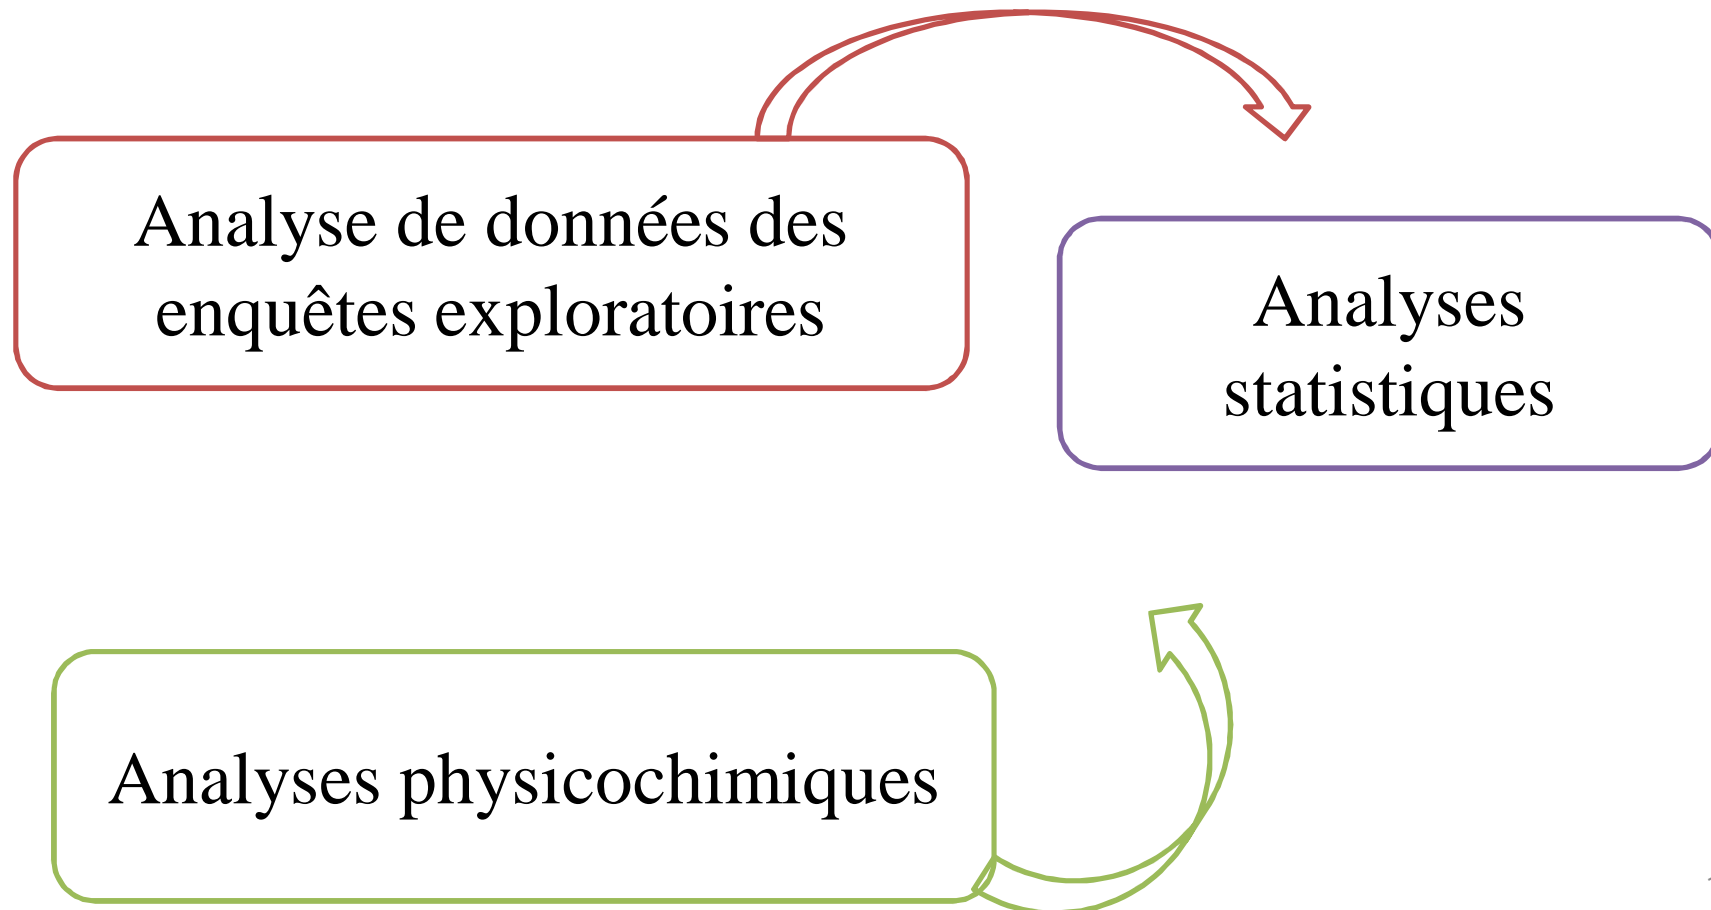 Analyse de données des
enquêtes exploratoires
Analyses
statistiques
Analyses physicochimiques